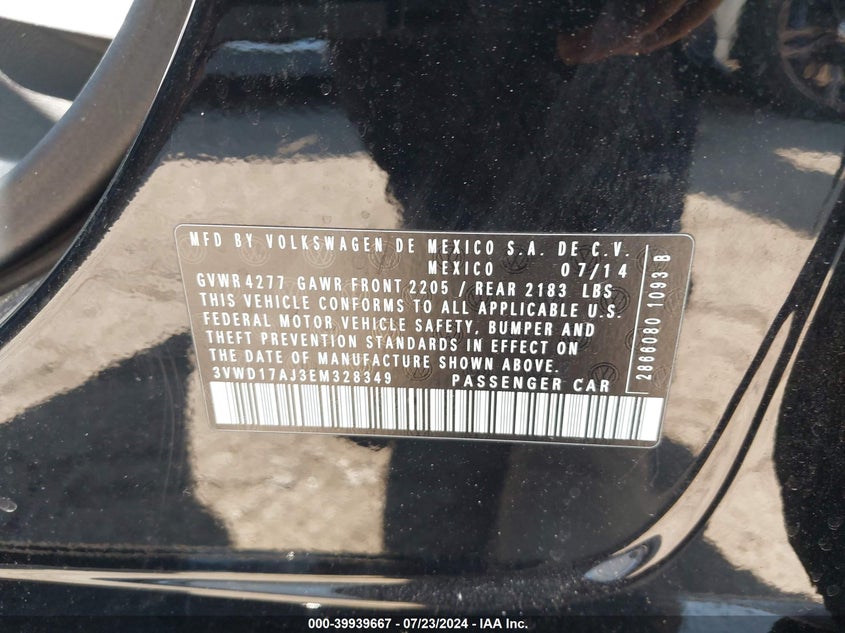 MFD BY VOLKSWAGEN DE MEXICO S.A. DE C.V.
MEXICO 07/14
GVWR 4277 GAWR FRONT 2205 / REAR 2183 LBS
THIS VEHICLE CONFORMS TO ALL APPLICABLE U.S.
FEDERAL MOTOR VEHICLE SAFETY, BUMPER AND
THEFT PREVENTION STANDARDS IN EFFECT ON
THE DATE OF MANUFACTURE SHOWN ABOVE.
3VWD17AJ3EM328349 PASSENGER CAR
2866080 1093 B
000-39939667 - 07/23/2024 - IAA Inc.